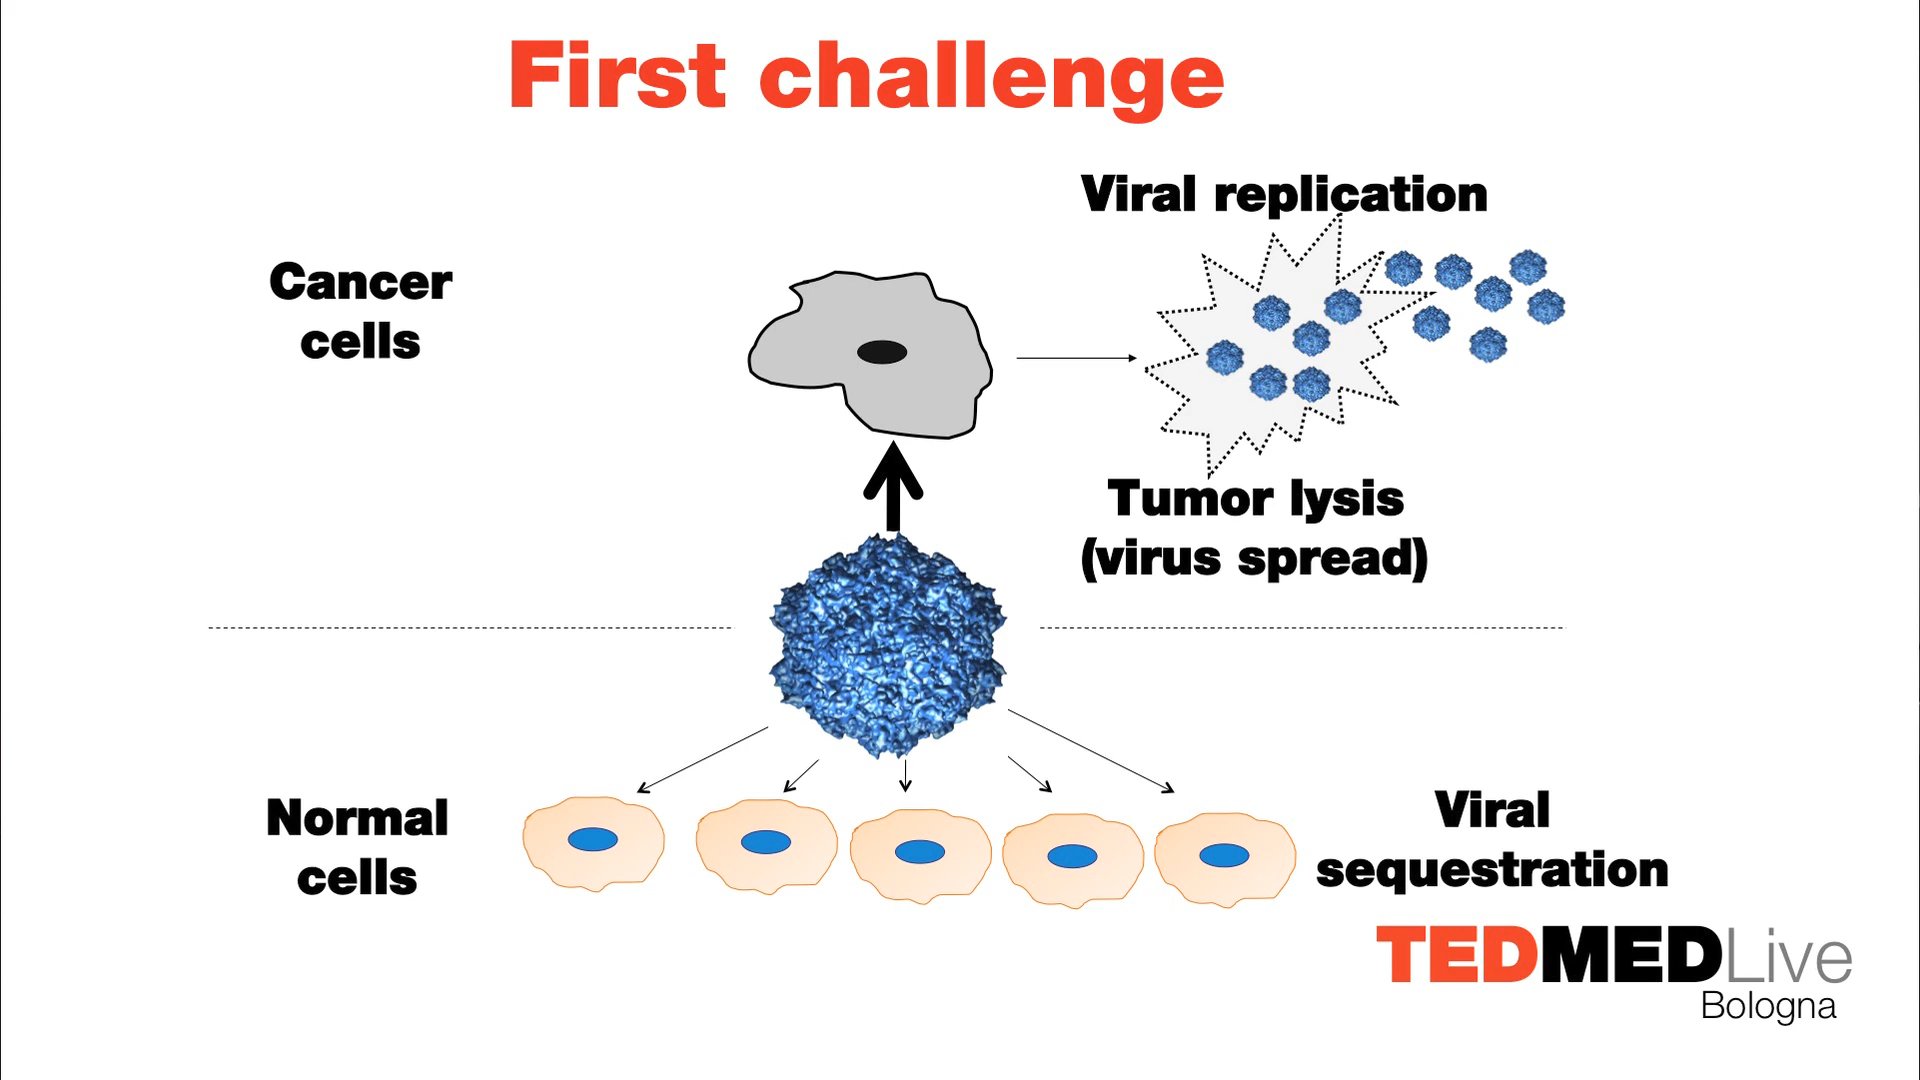 First challenge
Viral replication
Cancer
cells
Tumor lysis
(virus spread)
Normal
cells
Viral
sequestration
TEDMEDLive
Bologna